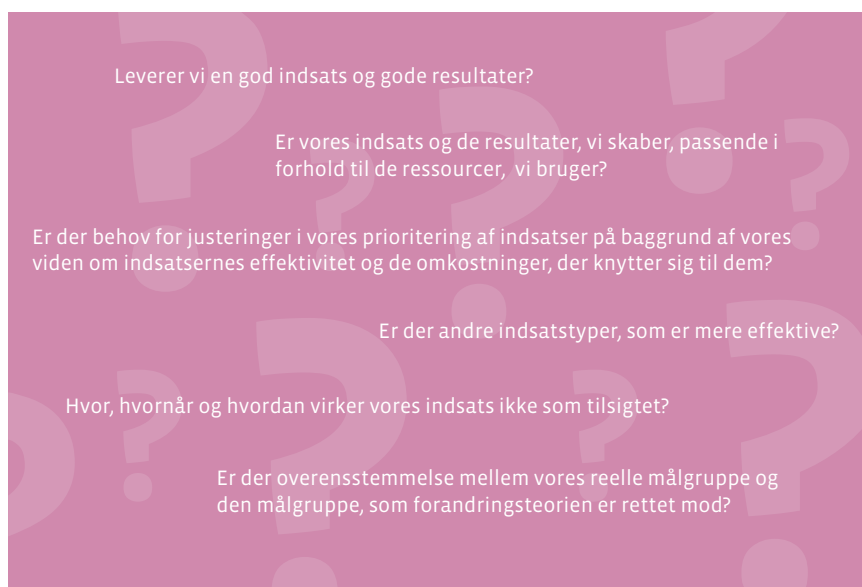 Leverer vi en god indsats og gode resultater?
Er vores indsats og de resultater, vi skaber, passende i
forhold til de ressourcer, vi bruger?
Er der behov for justeringer i vores prioritering af indsatser på baggrund af vores
viden om indsatsernes effektivitet og de omkostninger, der knytter sig til dem?
Er der andre indsatstyper, som er mere effektive?
Hvor, hvornår og hvordan virker vores indsats ikke som tilsigtet?
Er der overensstemmelse mellem vores reelle målgruppe og
den målgruppe, som forandringsteorien er rettet mod?